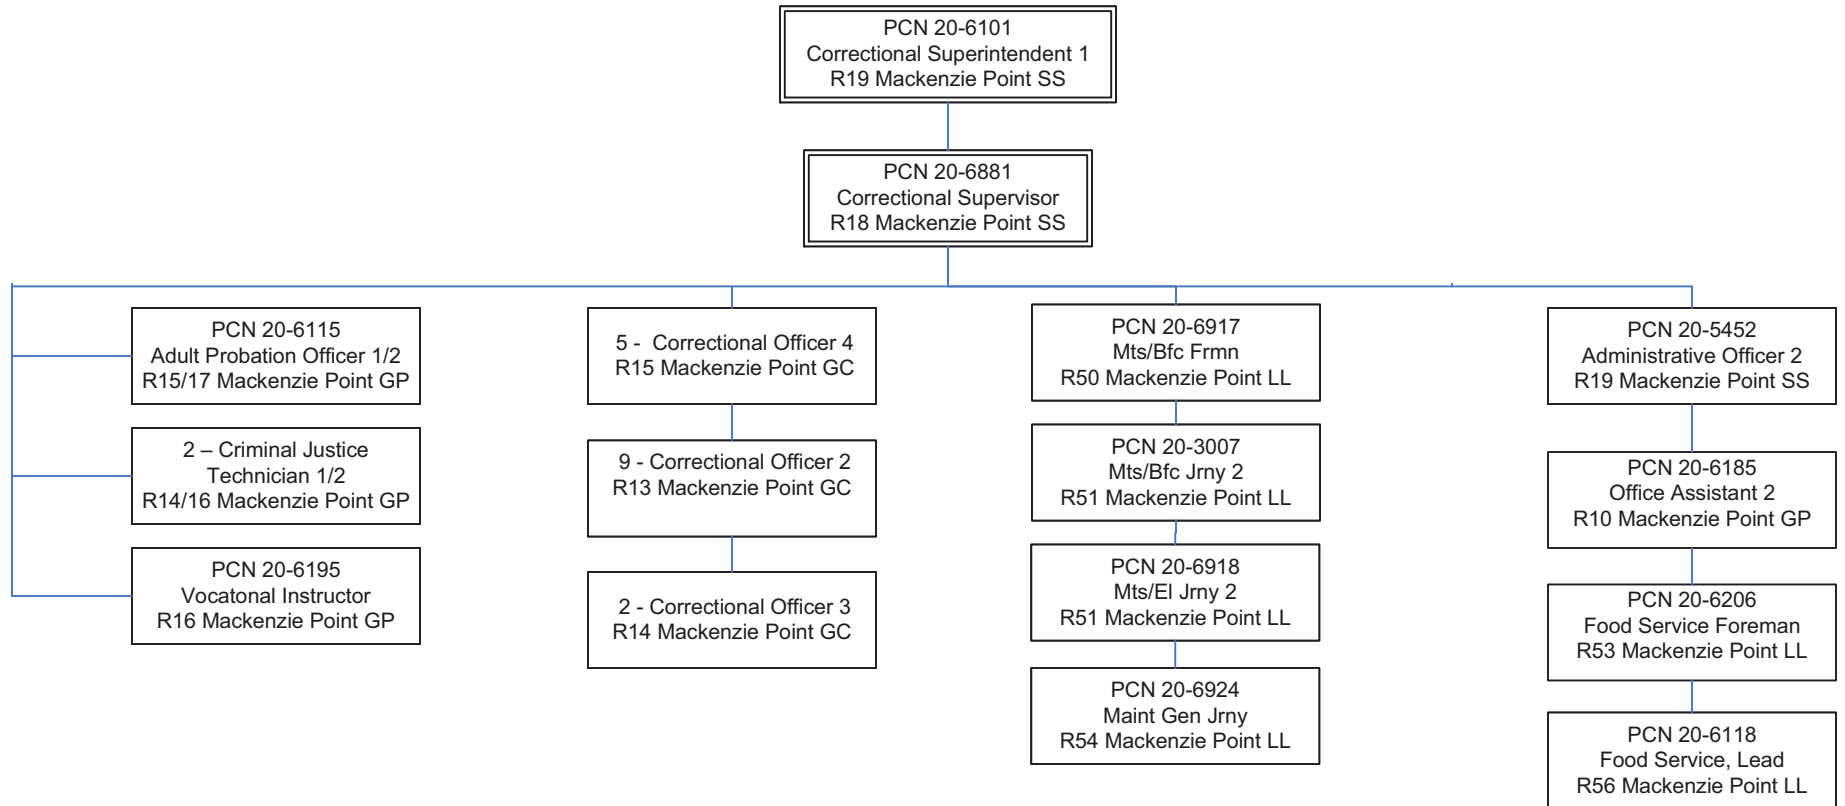 PCN 20-6101
Correctional Superintendent 1
R19 Mackenzie Point SS
PCN 20-6881
Correctional Supervisor
R18 Mackenzie Point SS
PCN 20-6115
Adult Probation Officer 1/2
R15/17 Mackenzie Point GP
2 – Criminal Justice
Technician 1/2
R14/16 Mackenzie Point GP
PCN 20-6195
Vocatonal Instructor
R16 Mackenzie Point GP
5 -  Correctional Officer 4
R15 Mackenzie Point GC
9 - Correctional Officer 2
R13 Mackenzie Point GC
2 - Correctional Officer 3
R14 Mackenzie Point GC
PCN 20-6917
Mts/Bfc Frmn
R50 Mackenzie Point LL
PCN 20-3007
Mts/Bfc Jrny 2
R51 Mackenzie Point LL
PCN 20-6918
Mts/El Jrny 2
R51 Mackenzie Point LL
PCN 20-6924
Maint Gen Jrny
R54 Mackenzie Point LL
PCN 20-5452
Administrative Officer 2
R19 Mackenzie Point SS
PCN 20-6185
Office Assistant 2
R10 Mackenzie Point GP
PCN 20-6206
Food Service Foreman
R53 Mackenzie Point LL
PCN 20-6118
Food Service, Lead
R56 Mackenzie Point LL